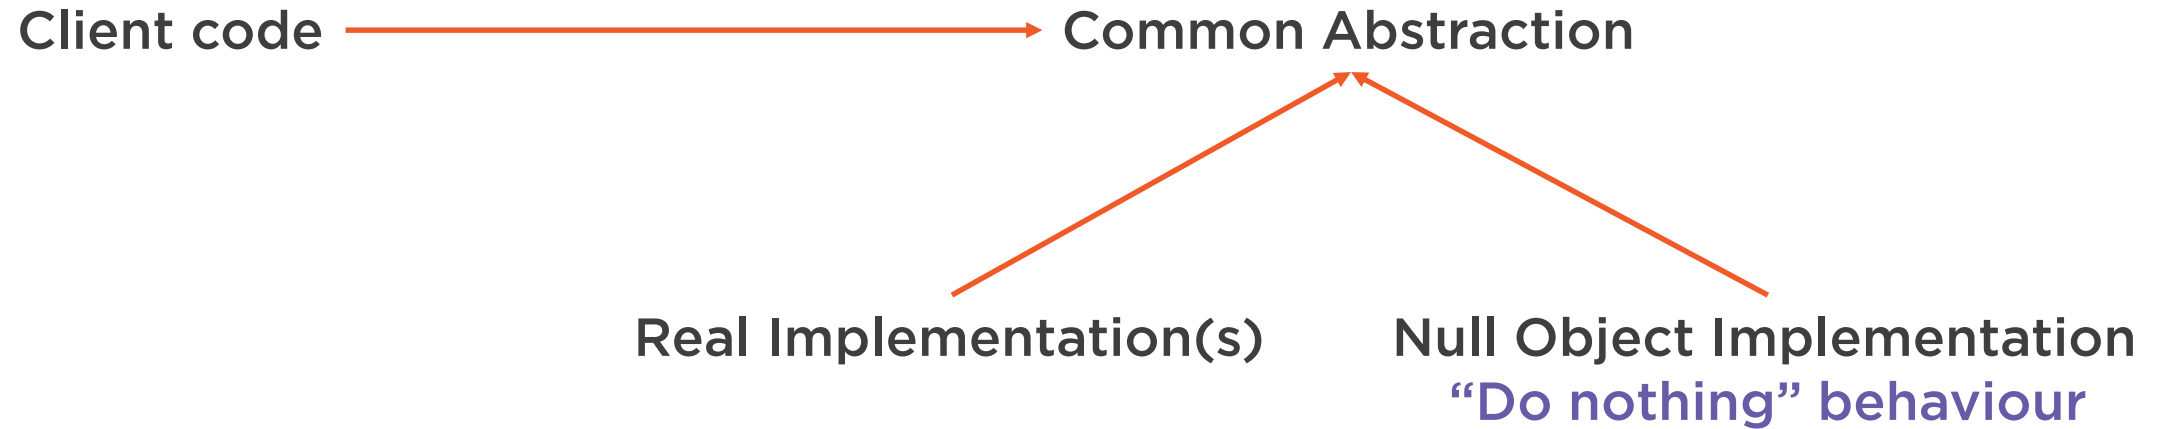 Client code
Common Abstraction
Real Implementation(s)
Null Object Implementation
“Do nothing” behaviour